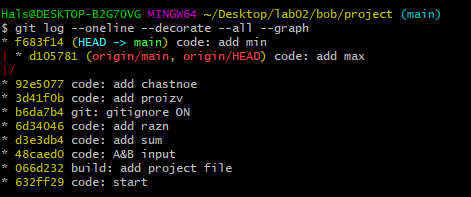 Hals@DESKTOP-B2G7OVG MINGW64 ~/Desktop/lab02/bob/project (main)
$ git log --oneline --decorate --all --graph
* f683f14 (HEAD -> main) code: add min
| * d105781 (origin/main, origin/HEAD) code: add max
|/
* 92e5077 code: add chastnoe
* 3d41f0b code: add proizv
* b6da7b4 git: gitignore ON
* 6d34046 code: add razn
* d3e3db4 code: add sum
* 48caed0 code: A&B input
* 066d232 build: add project file
* 632ff29 code: start